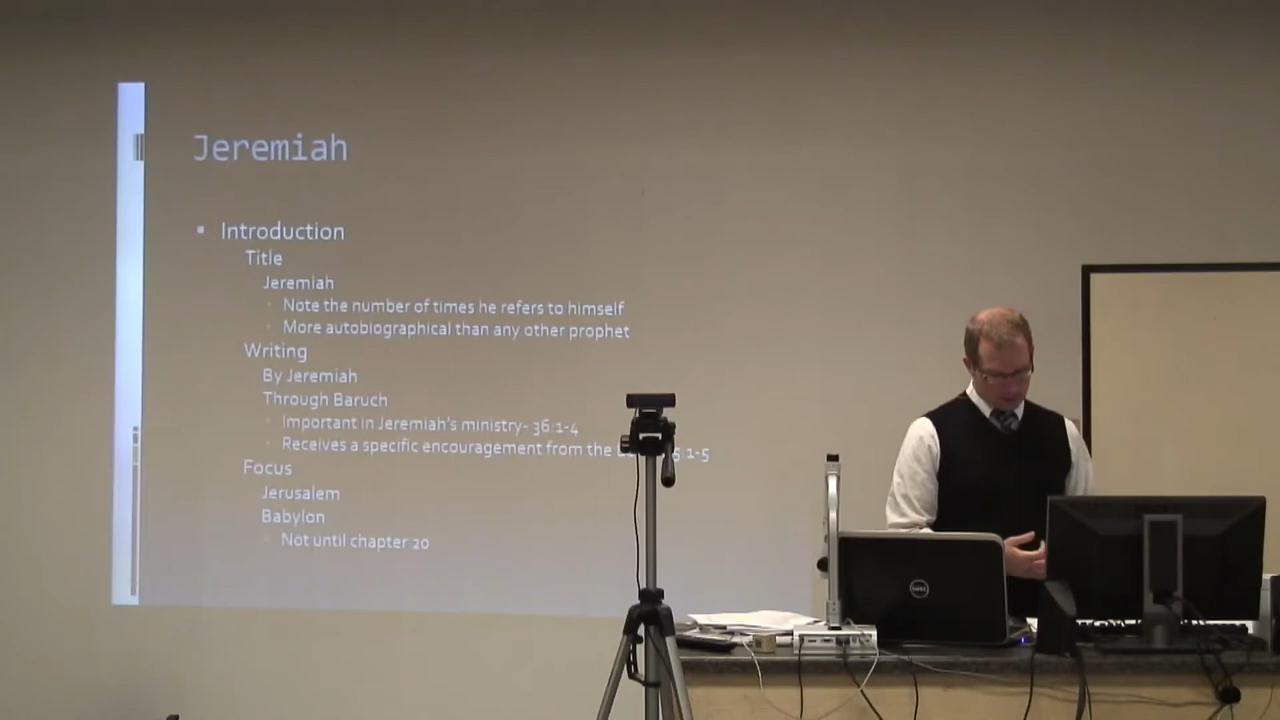 Jeremiah
▪ Introduction
Title
Jeremiah
Note the number of times he refers to himself
More autobiographical than any other prophet
Writing
By Jeremiah
Through Baruch
Important in Jeremiah's ministry- 36:1-4
Receives a specific encouragement from the 1-5
Focus
Jerusalem
Babylon
Not until chapter 20
DELL